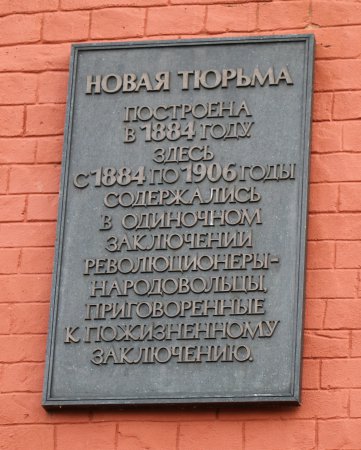 НОВАЯ ТЮРЬМА
ПОСТРОЕНА
В 1884 ГОДУ.
ЗДЕСЬ
С 1884 ПО 1906 ГОДЫ
СОДЕРЖАЛИСЬ
В ОДИНОЧНОМ
ЗАКЛЮЧЕНИИ
РЕВОЛЮЦИОНЕРЫ-
НАРОДОВОЛЬЦЫ,
ПРИГОВОРЕННЫЕ
К ПОЖИЗНЕННОМУ
ЗАКЛЮЧЕНИЮ.